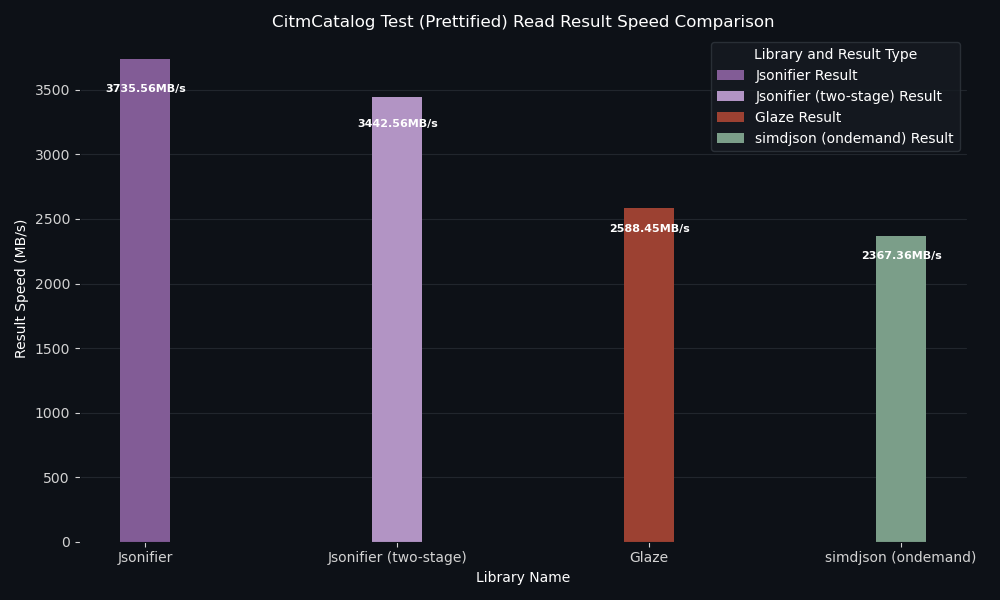 CitmCatalog Test (Prettified) Read Result Speed Comparison
Library and Result Type
Jsonifier Result
Jsonifier (two-stage) Result
Glaze Result
simdjson (ondemand) Result
Result Speed (MB/s)
3500
3000
2500
2000
1500
1000
500
0
3735.56MB/s
3442.56MB/s
2588.45MB/s
2367.36MB/s
Jsonifier
Jsonifier (two-stage)
Glaze
simdjson (ondemand)
Library Name